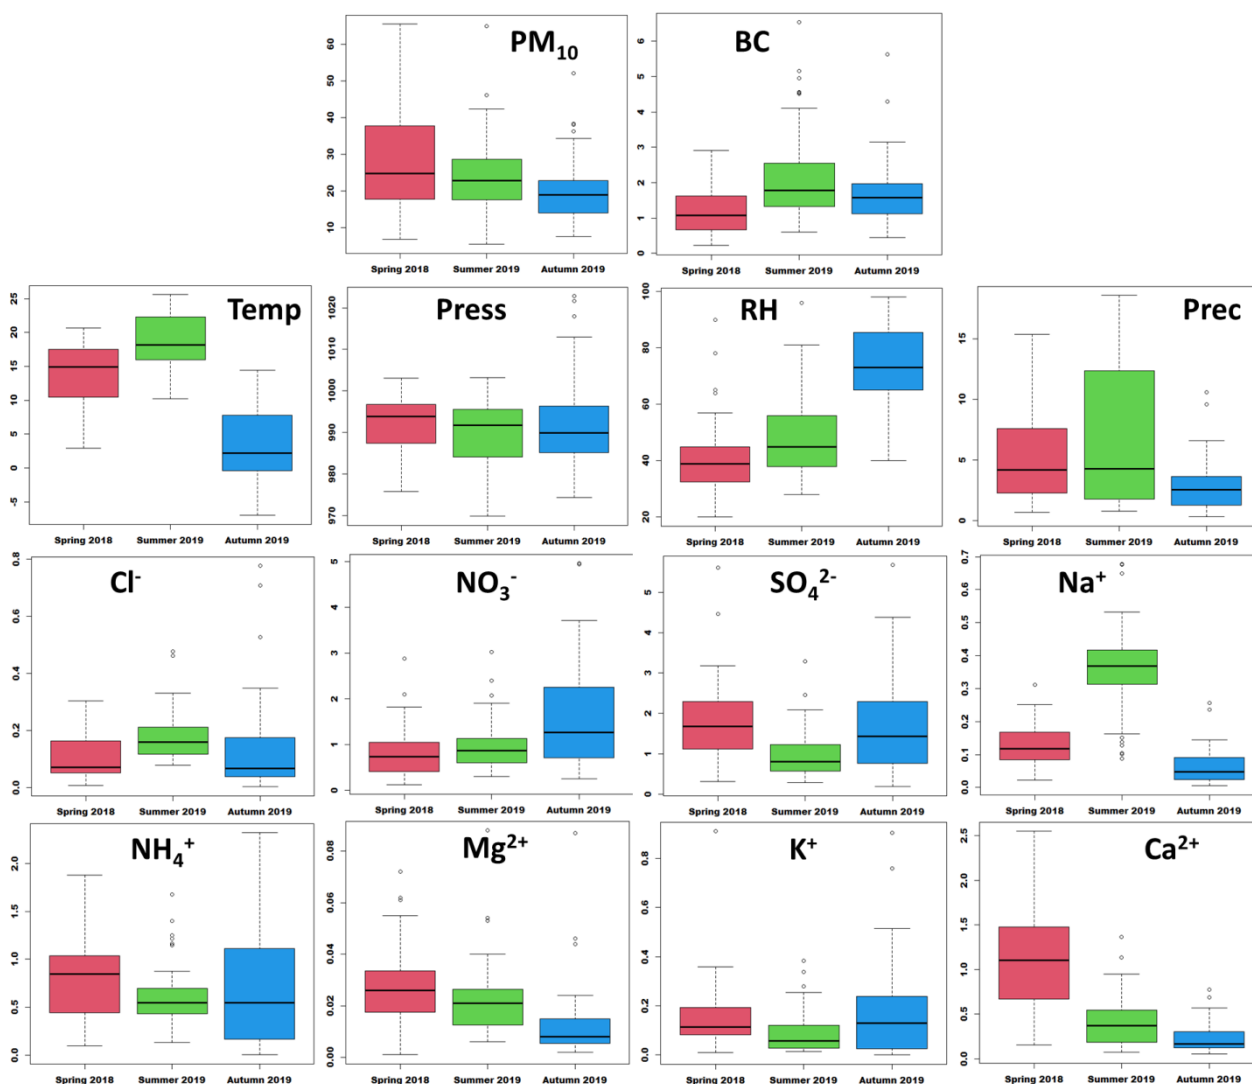 PM₁₀
10 20 30 40 50 60
Spring 2018 Summer 2019 Autumn 2019
BC
0 1 2 3 4 5 6
Spring 2018 Summer 2019 Autumn 2019
Temp
-5 0 5 10 15 20 25
Spring 2018 Summer 2019 Autumn 2019
Press
970 980 990 1000 1010 1020
Spring 2018 Summer 2019 Autumn 2019
RH
20 40 60 80 100
Spring 2018 Summer 2019 Autumn 2019
Prec
0 5 10 15
Spring 2018 Summer 2019 Autumn 2019
Cl⁻
0.0 0.2 0.4 0.6 0.8
Spring 2018 Summer 2019 Autumn 2019
NO₃⁻
0 1 2 3 4 5
Spring 2018 Summer 2019 Autumn 2019
SO₄²⁻
0 1 2 3 4 5
Spring 2018 Summer 2019 Autumn 2019
Na⁺
0.0 0.1 0.2 0.3 0.4 0.5 0.6 0.7
Spring 2018 Summer 2019 Autumn 2019
NH₄⁺
0.0 0.5 1.0 1.5 2.0
Spring 2018 Summer 2019 Autumn 2019
Mg²⁺
0.00 0.02 0.04 0.06 0.08
Spring 2018 Summer 2019 Autumn 2019
K⁺
0.0 0.2 0.4 0.6 0.8
Spring 2018 Summer 2019 Autumn 2019
Ca²⁺
0.0 0.5 1.0 1.5 2.0 2.5
Spring 2018 Summer 2019 Autumn 2019